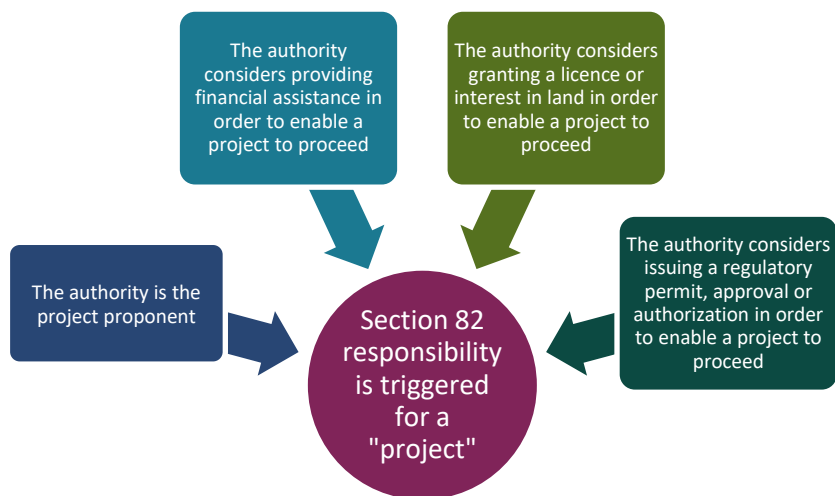 The authority
considers providing
financial assistance in
order to enable a
project to proceed
The authority considers
granting a licence or
interest in land in order
to enable a project to
proceed
The authority is the
project proponent
The authority considers
issuing a regulatory
permit, approval or
authorization in order
to enable a project to
proceed
Section 82
responsibility
is triggered
for a
"project"